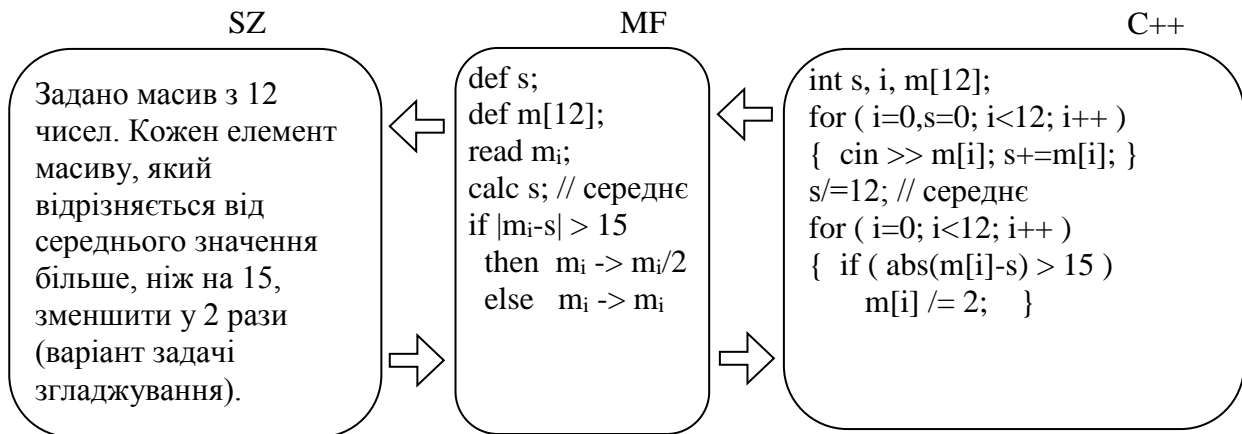 SZ
MF
C++
Задано масив з 12
чисел. Кожен елемент
масиву, який
відрізняється від
середнього значення
більше, ніж на 15,
зменшити у 2 рази
(варіант задачі
згладжування).
def s;
def m[12];
read mᵢ;
calc s; // середнє
if |mᵢ-s| > 15
then mᵢ -> mᵢ/2
else mᵢ -> mᵢ
int s, i, m[12];
for ( i=0,s=0; i<12; i++ )
{ cin >> m[i]; s+=m[i]; }
s/=12; // середнє
for ( i=0; i<12; i++ )
{ if ( abs(m[i]-s) > 15 )
m[i] /= 2; }